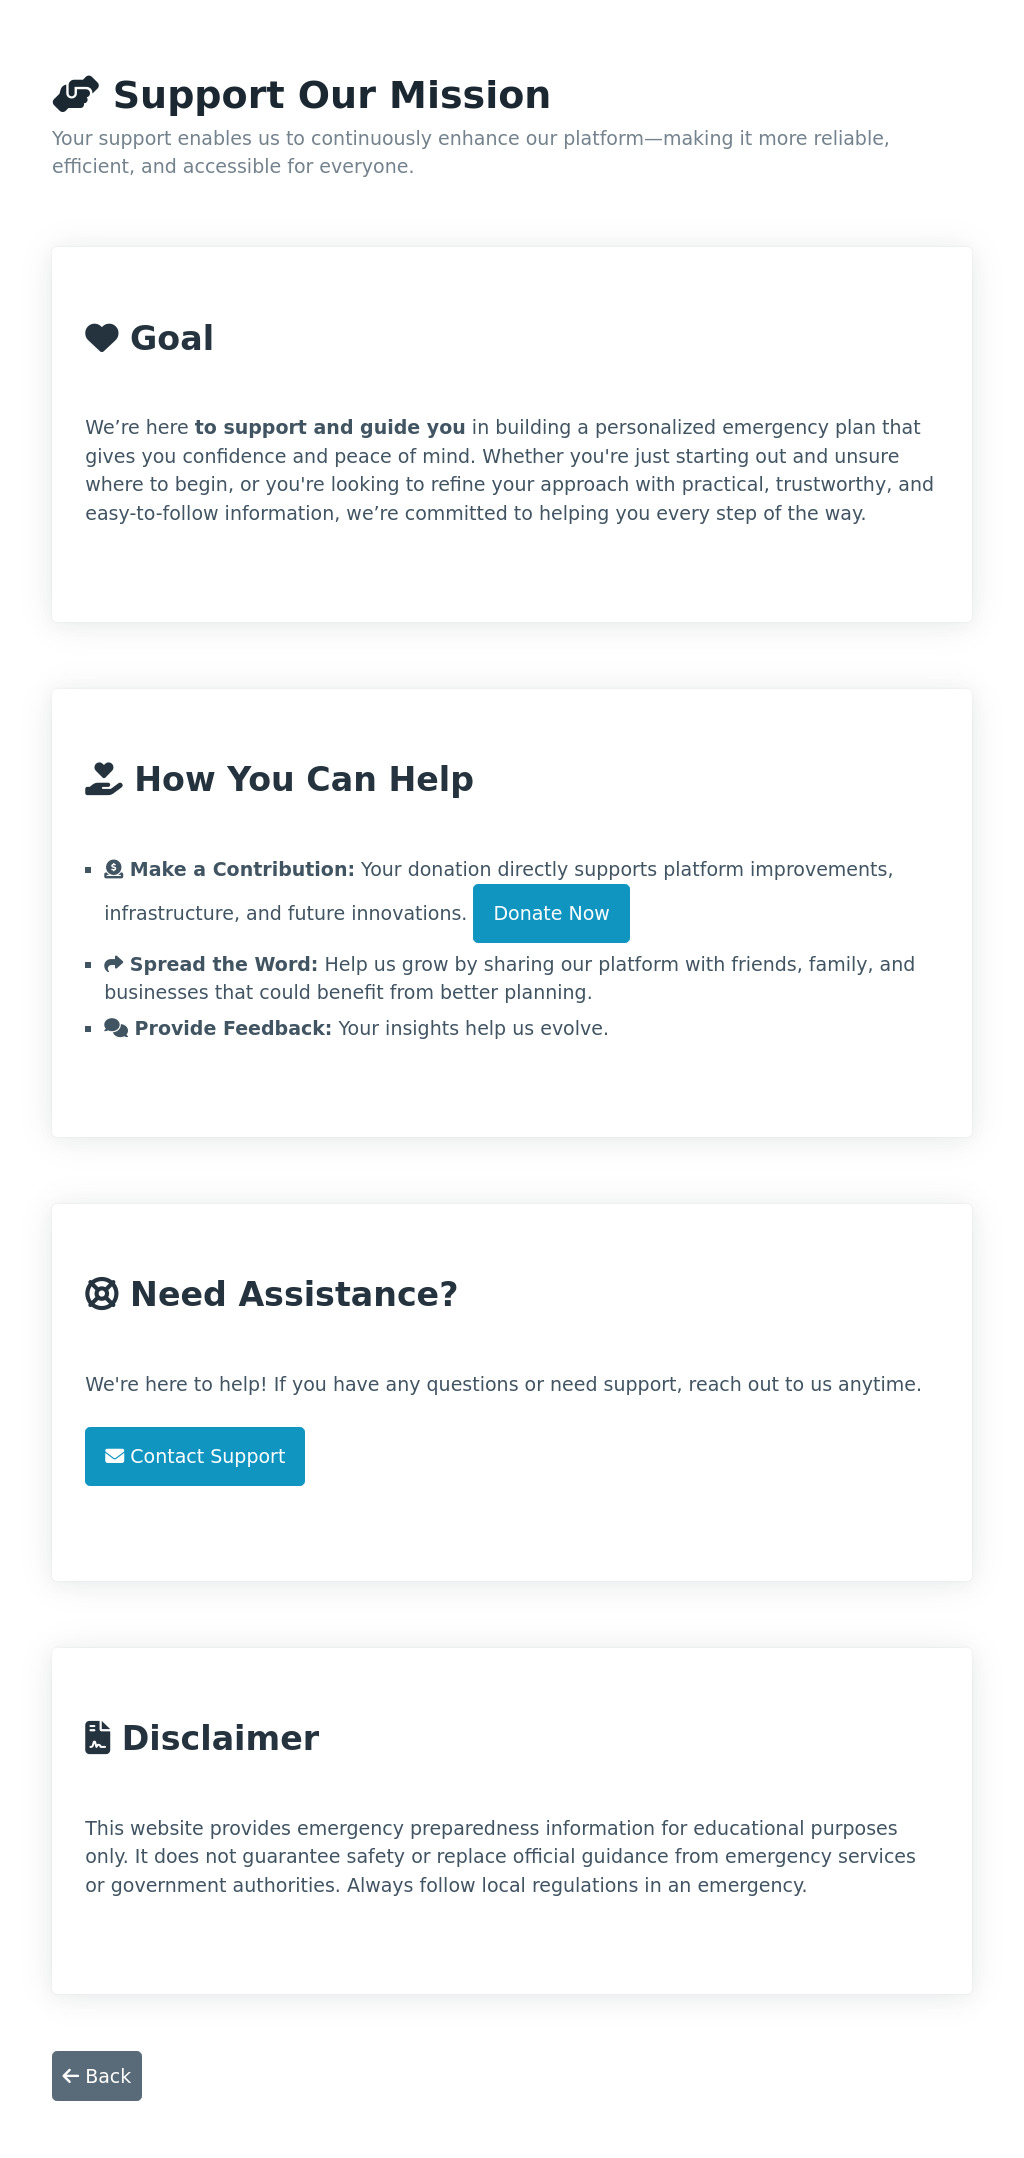 Support Our Mission
Your support enables us to continuously enhance our platform—making it more reliable,
efficient, and accessible for everyone.
Goal
We’re here to support and guide you in building a personalized emergency plan that
gives you confidence and peace of mind. Whether you're just starting out and unsure
where to begin, or you're looking to refine your approach with practical, trustworthy, and
easy-to-follow information, we’re committed to helping you every step of the way.
How You Can Help
Make a Contribution: Your donation directly supports platform improvements,
infrastructure, and future innovations. Donate Now
Spread the Word: Help us grow by sharing our platform with friends, family, and
businesses that could benefit from better planning.
Provide Feedback: Your insights help us evolve.
Need Assistance?
We're here to help! If you have any questions or need support, reach out to us anytime.
Contact Support
Disclaimer
This website provides emergency preparedness information for educational purposes
only. It does not guarantee safety or replace official guidance from emergency services
or government authorities. Always follow local regulations in an emergency.
Back